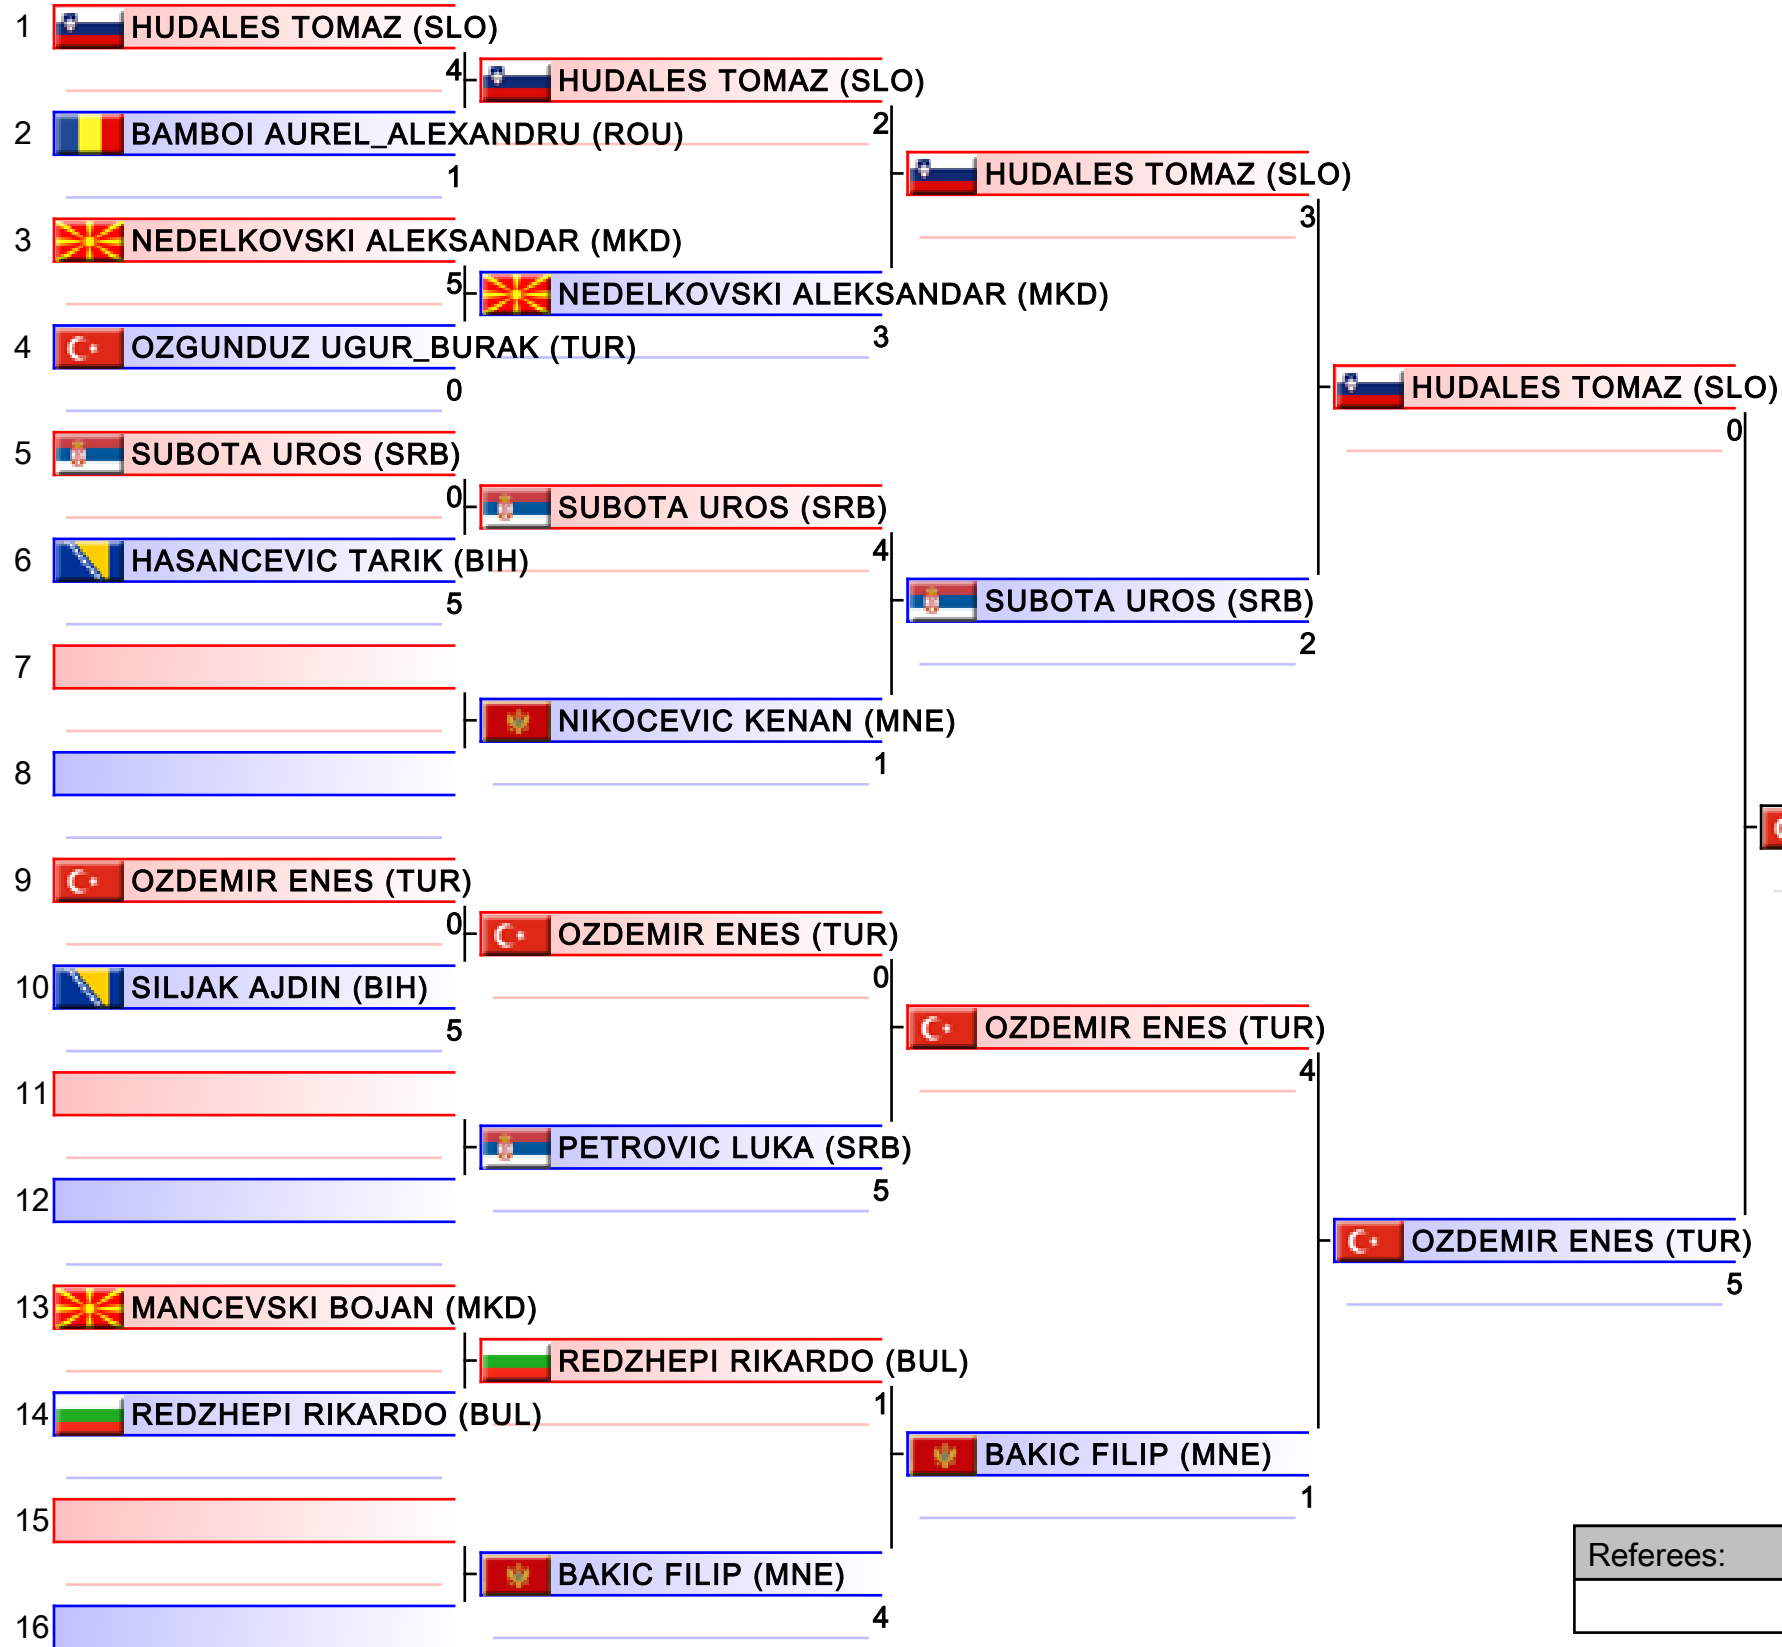 1 HUDALES TOMAZ (SLO)
4 HUDALES TOMAZ (SLO)
2 BAMBOI AUREL_ALEXANDRU (ROU) 2
1 HUDALES TOMAZ (SLO)
3 NEDELKOVSKI ALEKSANDAR (MKD) 3
5 NEDELKOVSKI ALEKSANDAR (MKD)
4 OZGUNDUZ UGUR_BURAK (TUR) 3
0 HUDALES TOMAZ (SLO)
0
5 SUBOTA UROS (SRB)
0 SUBOTA UROS (SRB)
4
6 HASANCEVIC TARIK (BIH)
5 SUBOTA UROS (SRB)
2
7
NIKOCEVIC KENAN (MNE)
8 1
9 OZDEMIR ENES (TUR)
0 OZDEMIR ENES (TUR)
0
10 SILJAK AJDIN (BIH)
5 OZDEMIR ENES (TUR)
4
11
PETROVIC LUKA (SRB)
12 5
OZDEMIR ENES (TUR)
5
13 MANCEVSKI BOJAN (MKD)
REDZHEPI RIKARDO (BUL)
1
14 REDZHEPI RIKARDO (BUL)
BAKIC FILIP (MNE)
1
15
Referees:
BAKIC FILIP (MNE)
4
16